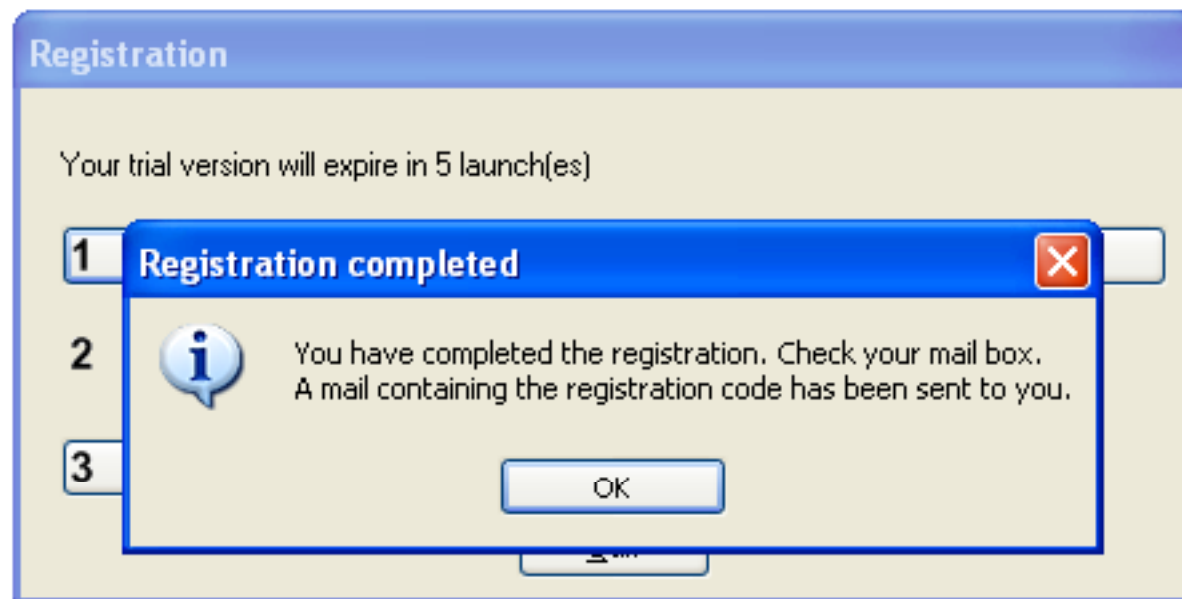 Registration
Your trial version will expire in 5 launch(es)
1
Registration completed
2
You have completed the registration. Check your mail box.
A mail containing the registration code has been sent to you.
3
OK